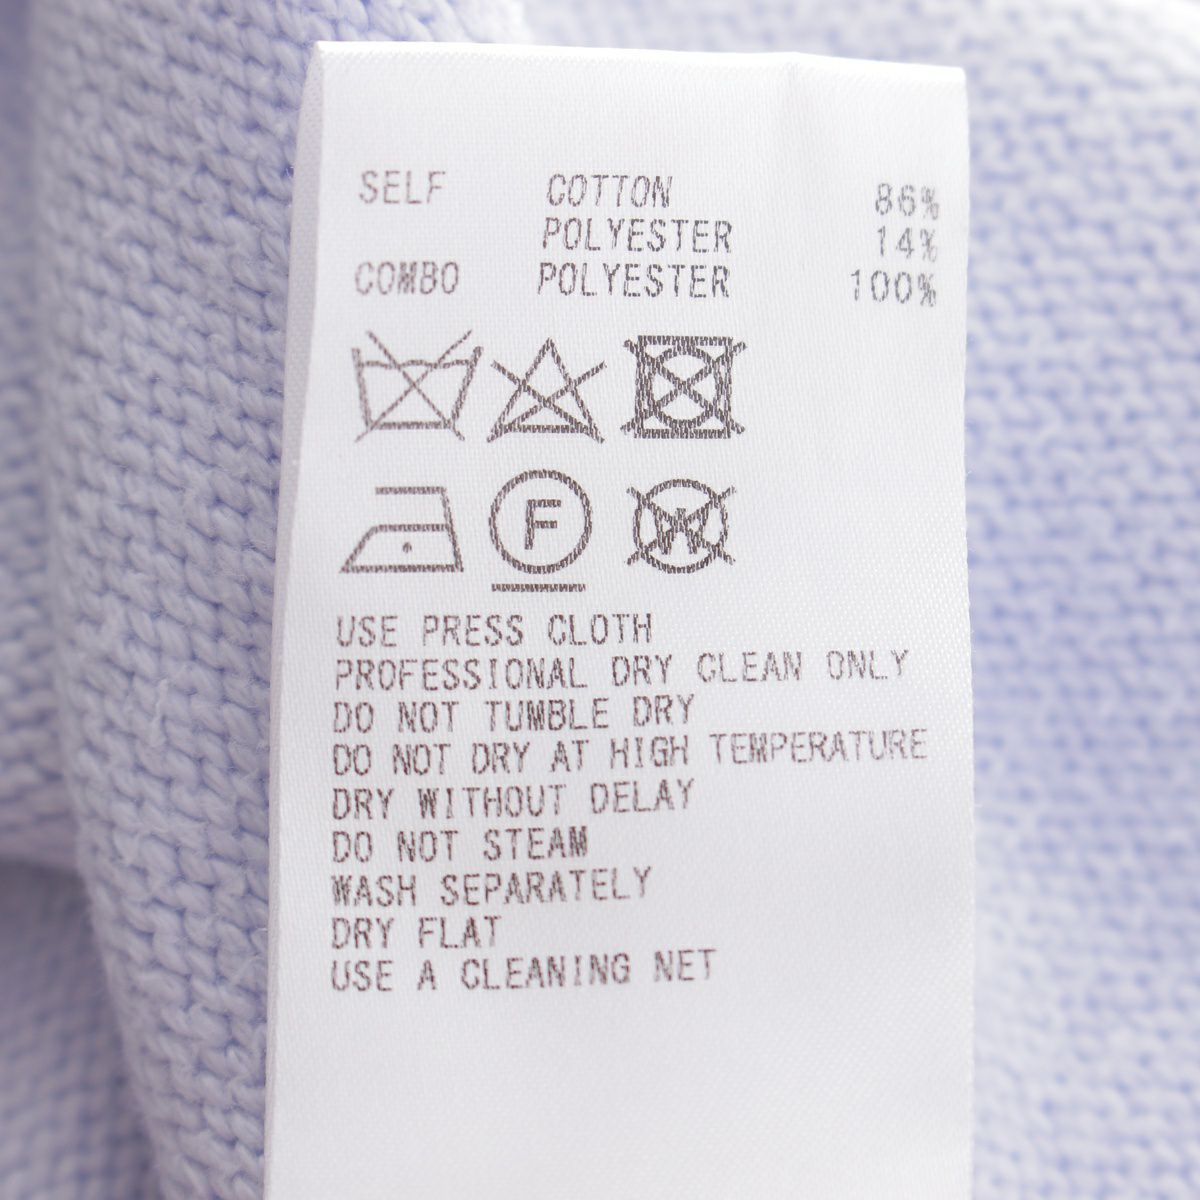 SELF COTTON 86%
POLYESTER 14%
COMBO POLYESTER 100%
F
W
USE PRESS CLOTH
PROFESSIONAL DRY CLEAN ONLY
DO NOT TUMBLE DRY
DO NOT DRY AT HIGH TEMPERATURE
DRY WITHOUT DELAY
DO NOT STEAM
WASH SEPARATELY
DRY FLAT
USE A CLEANING NET